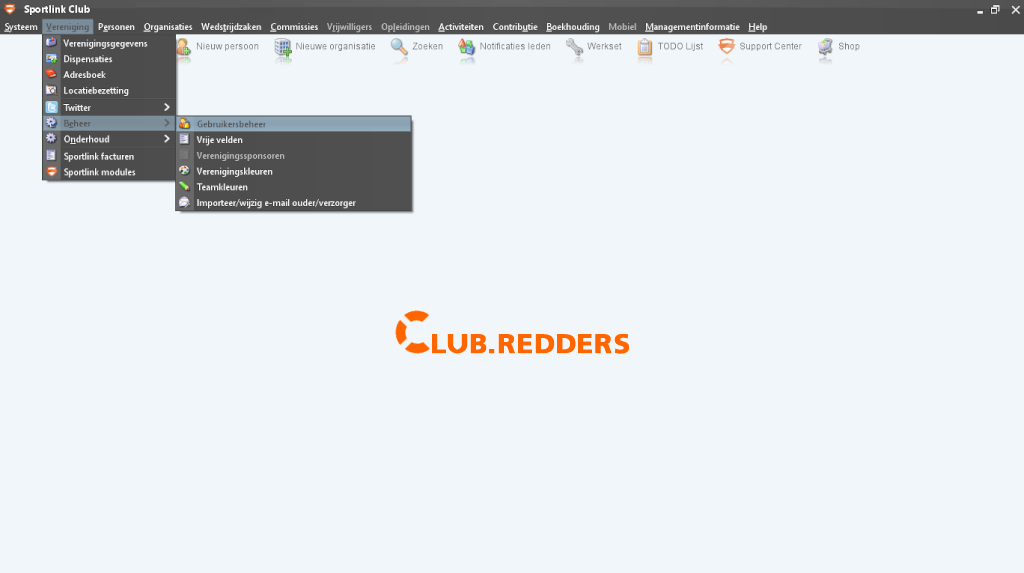 Sportlink Club
Systeem Vereniging Personen Organisaties Wedstrijdzaken Commissies Vrijwilligers Opleidingen Activiteiten Contributie Boekhouding Mobiel Managementinformatie Help
Nieuw persoon Nieuwe organisatie Zoeken Notificaties leden Werkset TODO Lijst Support Center Shop
Verenigingsgegevens
Dispensaties
Adresboek
Locatiebezetting
Twitter
Beheer
Onderhoud
Sportlink facturen
Sportlink modules
Gebruikersbeheer
Vrije velden
Verenigingssponsoren
Verenigingskleuren
Teamkleuren
Importeer/wijzig e-mail ouder/verzorger
CLUB.REDDERS